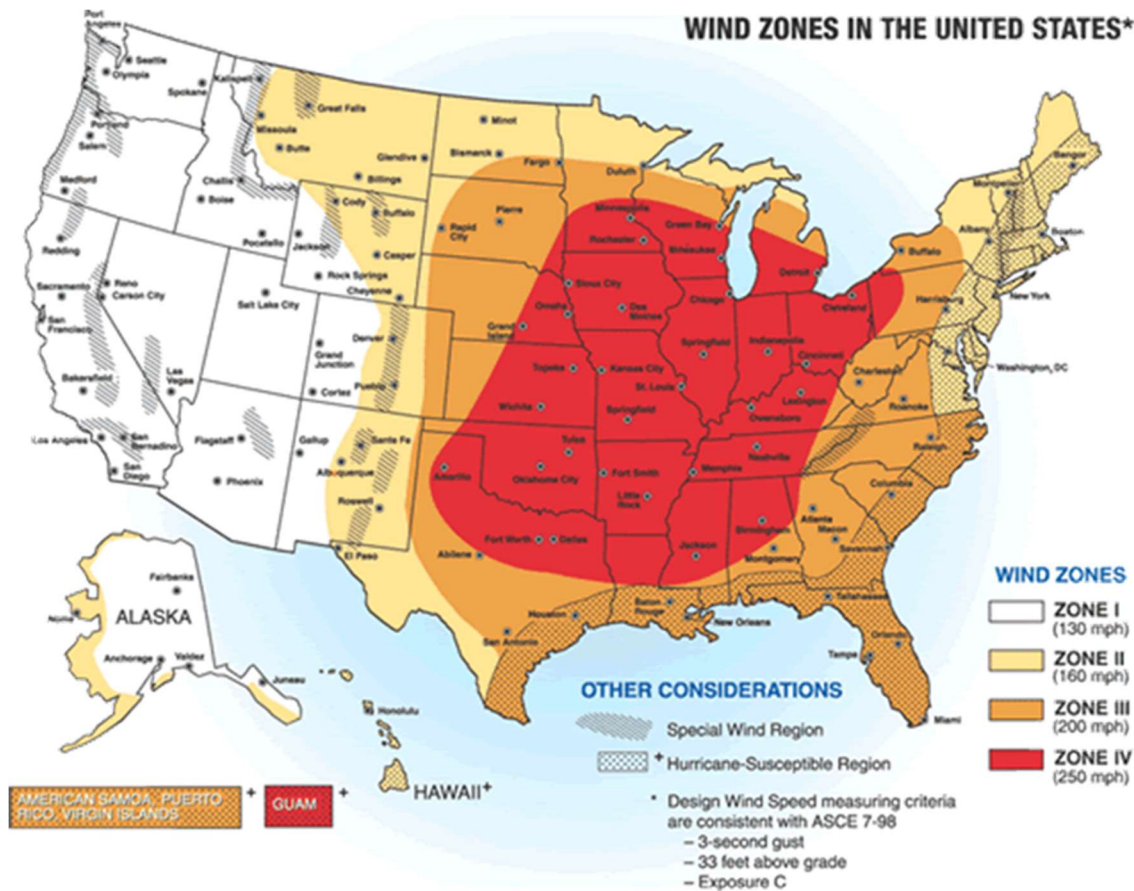 WIND ZONES IN THE UNITED STATES*
Port
Angeles
Seattle
Olympia
Spokane
Kalispell
Great Falls
Minot
Portland
Missoula
Salem
Butte
Glendive
Bismarck
Fargo
Duluth
Bangor
Billings
Medford
Challis
Boise
Cody
Buffalo
Pierre
Rapid
City
Minneapolis
Green Bay
Montpelier
Albany
Boston
Pocatello
Jackson
Casper
Rochester
Milwaukee
Detroit
Buffalo
Redding
Rock Springs
Cheyenne
Sioux City
Chicago
Cleveland
New York
Sacramento
Reno
Carson City
Salt Lake City
Omaha
Des
Moines
Harrisburg
San
Francisco
Grand
Island
Denver
Grand
Junction
Springfield
Indianapolis
Cincinnati
Washington, DC
Bakersfield
Las
Vegas
Cortez
Pueblo
Topeka
Kansas City
St. Louis
Charleston
Lexington
Roanoke
Wichita
Springfield
Owensboro
Los Angeles
San
Bernadino
Flagstaff
Gallup
Santa Fe
Tulsa
Nashville
Raleigh
San
Diego
Albuquerque
Amarillo
Oklahoma City
Fort Smith
Memphis
Phoenix
Roswell
Little
Rock
Columbia
Atlanta
Macon
Birmingham
El Paso
Fort Worth
Dallas
Abilene
Jackson
Montgomery
Savannah
Fairbanks
ALASKA
Nome
Anchorage
Valdez
Juneau
Honolulu
HAWAII+
Houston
San Antonio
Baton
Rouge
New Orleans
Tallahassee
Orlando
Tampa
Miami
WIND ZONES
ZONE I
(130 mph)
ZONE II
(160 mph)
ZONE III
(200 mph)
ZONE IV
(250 mph)
OTHER CONSIDERATIONS
Special Wind Region
+ Hurricane-Susceptible Region
* Design Wind Speed measuring criteria
are consistent with ASCE 7-98
– 3-second gust
– 33 feet above grade
– Exposure C
AMERICAN SAMOA, PUERTO
RICO, VIRGIN ISLANDS
+
GUAM
+